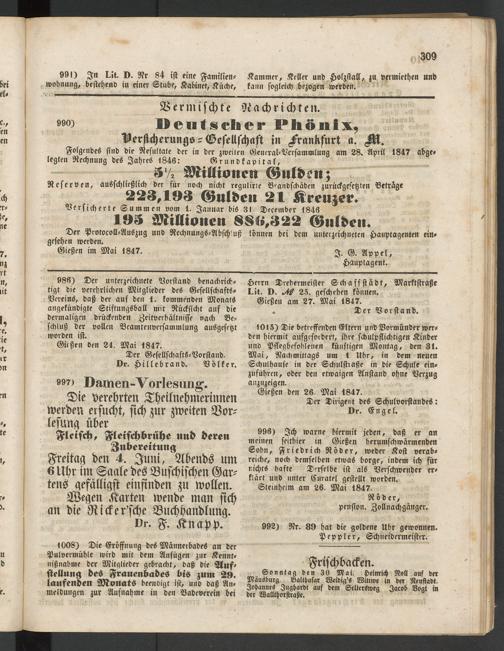 309
991) In Lit. D. Nr 84 ist eine Familien-
wohnung, bestehend in einer Stube, Kabinet, Küche,
Kammer, Keller und Holzstall, zu vermiethen und
kann sogleich bezogen werden.
Vermischte Nachrichten.
990) Deutscher Phönix,
Versicherungs-Gesellschaft in Frankfurt a. M.
Folgendes sind die Resultate der in der zweiten General-Versammlung am 28. April 1847 abge-
legten Rechnung des Jahres 1846:
Grundkapital,
5½ Millionen Gulden;
Reserven, ausschließlich der für noch nicht regulirte Brandschäden zurückgesetzten Beträge
223,193 Gulden 21 Kreuzer.
Versicherte Summen vom 1. Januar bis 31. December 1846
195 Millionen 886,322 Gulden.
Der Protocoll-Auszug und Rechnungs-Abschluß können bei dem unterzeichneten Hauptagenten ein-
gesehen werden.
Gießen im Mai 1847.
J. G. Appel,
Hauptagent.
986) Der unterzeichnete Vorstand benachrich-
tigt die verehrlichen Mitglieder des Gesellschafts-
Vereins, daß der auf den 1. kommenden Monats
angekündigte Stiftungsball mit Rücksicht auf die
dermaligen drückenden Zeitverhältnisse nach Be-
schluß der vollen Beamtenversammlung ausgesetzt
worden ist.
Gießen den 24. Mai 1847.
Der Gesellschafts-Vorstand.
Dr. Hillebrand. Völker.
997) Damen-Vorlesung.
Die verehrten Theilnehmerinnen
werden ersucht, sich zur zweiten Vor-
lesung über
Fleisch, Fleischbrühe und deren
Zubereitung
Freitag den 4. Juni, Abends um
6 Uhr im Saale des Buschischen Gar-
tens gefälligst einfinden zu wollen.
Wegen Karten wende man sich
an die Ricker'sche Buchhandlung.
Dr. F. Knapp.
1008) Die Eröffnung des Männerbades an der
Pulvermühle wird mit dem Anfügen zur Kennt-
nißnahme der Mitglieder gebracht, daß die Auf-
stellung des Frauenbades bis zum 29.
laufenden Monats beendigt ist, und daß An-
meldungen zur Aufnahme in den Badeverein bei
Herrn Drehermeister Schaffstädt, Marktstraße
Lit. D. № 25, geschehen können.
Gießen am 27. Mai 1847.
Der Vorstand.
1015) Die betreffenden Eltern und Vormünder wer-
den hiermit aufgefordert, ihre schulpflichtigen Kinder
und Pflegbefohlenen künftigen Montag, den 31.
Mai, Nachmittags um 1 Uhr, in dem neuen
Schulhause in der Schulstraße in die Schule ein-
zuführen, oder den etwaigen Anstand ohne Verzug
anzuzeigen.
Gießen den 26. Mai 1847.
Der Dirigent des Schulvorstandes:
Dr. Engel.
996) Ich warne hiermit jeden, daß er an
meinen seither in Gießen herumschwärmenden
Sohn, Friedrich Röder, weder Kost verab-
reiche, noch demselben etwas borge, indem ich für
nichts hafte Derselbe ist als Verschwender er-
klärt und unter Curatel gestellt worden.
Steinheim am 26. Mai 1847.
Röder,
pension. Zollnachgänger.
992) Nr. 89 hat die goldene Uhr gewonnen.
Peppler, Schneidermeister.
Frischbacken.
Sonntag den 30 Mai. Heinrich Noll auf der
Mäusburg. Balthasar Weidig's Wittwe in der Neustadt.
Johannes Jughardt auf dem Seltersweg Jacob Vogt in
der Wallthorstraße.